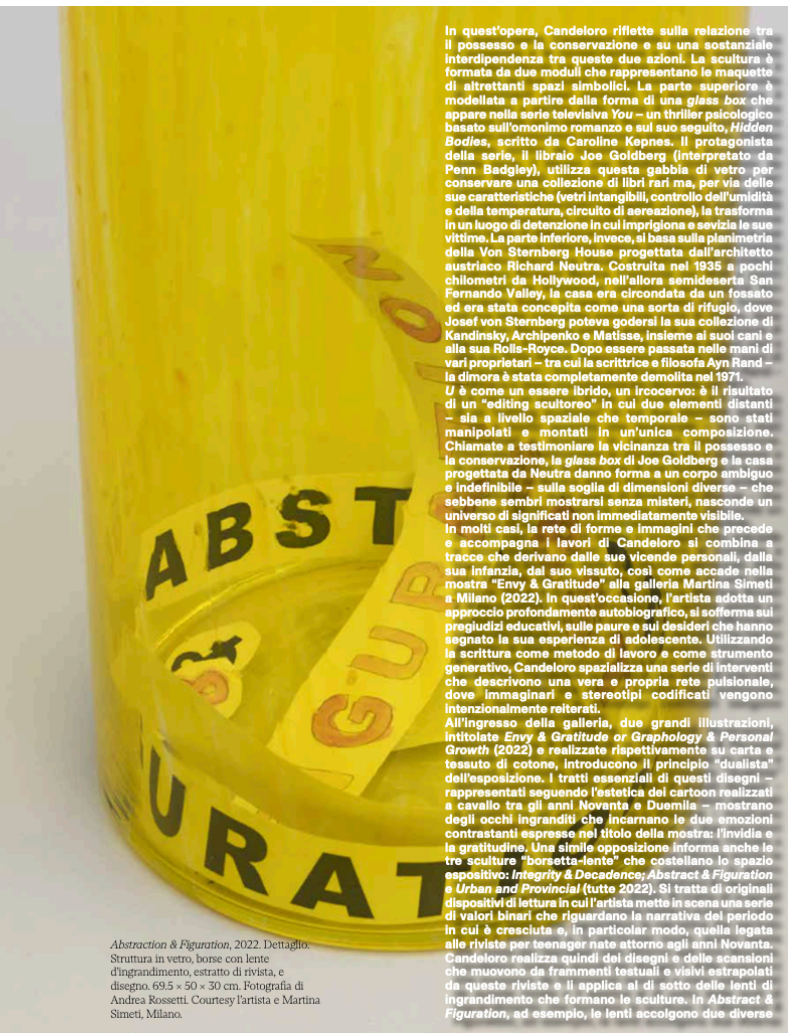 In quest'opera, Candeloro riflette sulla relazione tra
il possesso e la conservazione e su una sostanziale
interdipendenza tra queste due azioni. La scultura è
formata da due moduli che rappresentano le maquette
di altrettanti spazi simbolici. La parte superiore è
modellata a partire dalla forma di una glass box che
appare nella serie televisiva You – un thriller psicologico
basato sull'omonimo romanzo e sul suo seguito, Hidden
Bodies, scritto da Caroline Kepnes. Il protagonista
della serie, il libraio Joe Goldberg (interpretato da
Penn Badgley), utilizza questa gabbia di vetro per
conservare una collezione di libri rari ma, per via delle
sue caratteristiche (vetri intangibili, controllo dell'umidità
e della temperatura, circuito di aereazione), la trasforma
in un luogo di detenzione in cui imprigiona e sevizia le sue
vittime. La parte inferiore, invece, si basa sulla planimetria
della Von Sternberg House progettata dall'architetto
austriaco Richard Neutra. Costruita nel 1935 a pochi
chilometri da Hollywood, nell'allora semideserta San
Fernando Valley, la casa era circondata da un fossato
ed era stata concepita come una sorta di rifugio, dove
Josef von Sternberg poteva godersi la sua collezione di
Kandinsky, Archipenko e Matisse, insieme ai suoi cani e
alla sua Rolls-Royce. Dopo essere passata nelle mani di
vari proprietari – tra cui la scrittrice e filosofa Ayn Rand –
la dimora è stata completamente demolita nel 1971.
U è come un essere ibrido, un ircocervo: è il risultato
di un “editing scultoreo” in cui due elementi distanti
– sia a livello spaziale che temporale – sono stati
manipolati e montati in un'unica composizione.
Chiamate a testimoniare la vicinanza tra il possesso e
la conservazione, la glass box di Joe Goldberg e la casa
progettata da Neutra danno forma a un corpo ambiguo
e indefinibile – sulla soglia di dimensioni diverse – che
sebbene sembri mostrarsi senza misteri, nasconde un
universo di significati non immediatamente visibile.
In molti casi, la rete di forme e immagini che precede
e accompagna i lavori di Candeloro si combina a
tracce che derivano dalle sue vicende personali, dalla
sua infanzia, dal suo vissuto, così come accade nella
mostra “Envy & Gratitude” alla galleria Martina Simeti
a Milano (2022). In quest'occasione, l'artista adotta un
approccio profondamente autobiografico, si sofferma sui
pregiudizi educativi, sulle paure e sui desideri che hanno
segnato la sua esperienza di adolescente. Utilizzando
la scrittura come metodo di lavoro e come strumento
generativo, Candeloro spazializza una serie di interventi
che descrivono una vera e propria rete pulsionale,
dove immaginari e stereotipi codificati vengono
intenzionalmente reiterati.
All'ingresso della galleria, due grandi illustrazioni,
intitolate Envy & Gratitude or Graphology & Personal
Growth (2022) e realizzate rispettivamente su carta e
tessuto di cotone, introducono il principio “dualista”
dell'esposizione. I tratti essenziali di questi disegni –
rappresentati seguendo l'estetica dei cartoon realizzati
a cavallo tra gli anni Novanta e Duemila – mostrano
degli occhi ingranditi che incarnano le due emozioni
contrastanti espresse nel titolo della mostra: l'invidia e
la gratitudine. Una simile opposizione informa anche le
tre sculture “borsetta-lente” che costellano lo spazio
espositivo: Integrity & Decadence; Abstract & Figuration
e Urban and Provincial (tutte 2022). Si tratta di originali
dispositivi di lettura in cui l'artista mette in scena una serie
di valori binari che riguardano la narrativa del periodo
in cui è cresciuta e, in particolar modo, quella legata
alle riviste per teenager nate attorno agli anni Novanta.
Candeloro realizza quindi dei disegni e delle scansioni
che muovono da frammenti testuali e visivi estrapolati
da queste riviste e li applica al di sotto delle lenti di
ingrandimento che formano le sculture. In Abstract &
Figuration, ad esempio, le lenti accolgono due diverse
ABST
GUR
URAT
Abstraction & Figuration, 2022. Dettaglio.
Struttura in vetro, borse con lente
d'ingrandimento, estratto di rivista, e
disegno. 69.5 × 50 × 30 cm. Fotografia di
Andrea Rossetti. Courtesy l'artista e Martina
Simeti, Milano.